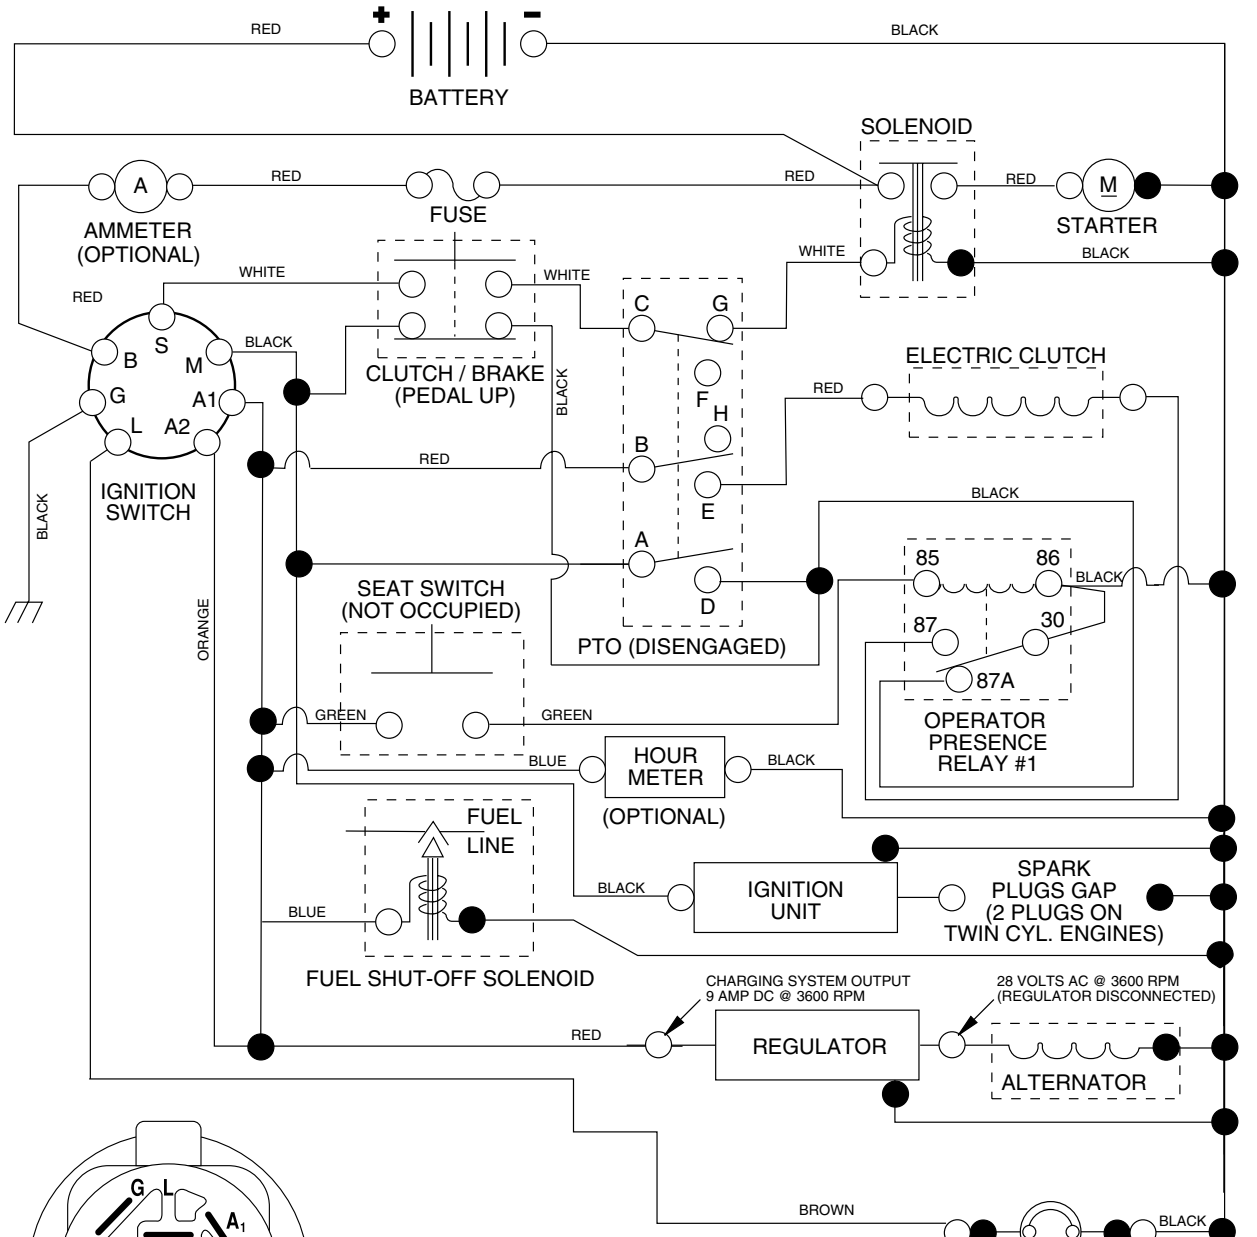 + −
RED
BLACK
BATTERY
SOLENOID
A
RED
RED
RED
M
AMMETER
(OPTIONAL)
FUSE
STARTER
WHITE
WHITE
WHITE
BLACK
RED
S
B
M
BLACK
C
G
G
A1
CLUTCH / BRAKE
(PEDAL UP)
BLACK
F
ELECTRIC CLUTCH
RED
L
A2
H
B
RED
IGNITION
SWITCH
E
BLACK
BLACK
A
SEAT SWITCH
(NOT OCCUPIED)
D
85
86
BLACK
ORANGE
87
30
PTO (DISENGAGED)
87A
GREEN
GREEN
OPERATOR
PRESENCE
RELAY #1
BLUE
HOUR
METER
BLACK
(OPTIONAL)
FUEL
LINE
BLACK
IGNITION
UNIT
SPARK
PLUGS GAP
(2 PLUGS ON
TWIN CYL. ENGINES)
BLUE
FUEL SHUT-OFF SOLENOID
CHARGING SYSTEM OUTPUT
9 AMP DC @ 3600 RPM
28 VOLTS AC @ 3600 RPM
(REGULATOR DISCONNECTED)
RED
REGULATOR
ALTERNATOR
G
L
A1
BROWN
BLACK